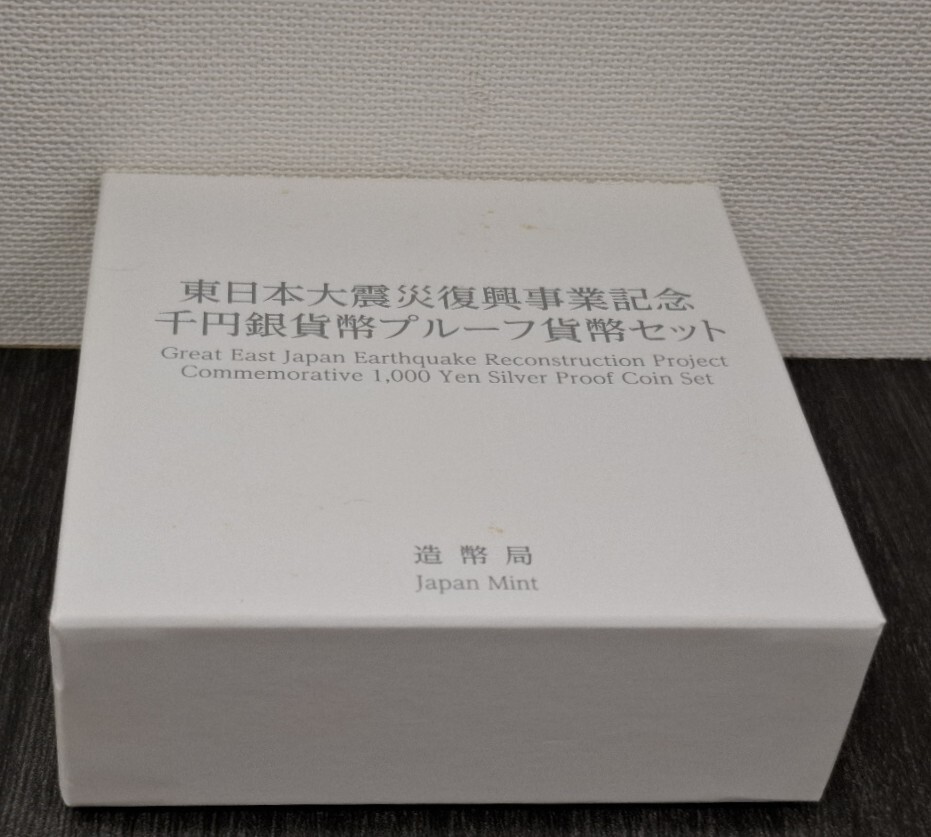 東日本大震災復興事業記念
千円銀貨幣プルーフ貨幣セット
Great East Japan Earthquake Reconstruction Project
Commemorative 1,000 Yen Silver Proof Coin Set
造幣局
Japan Mint